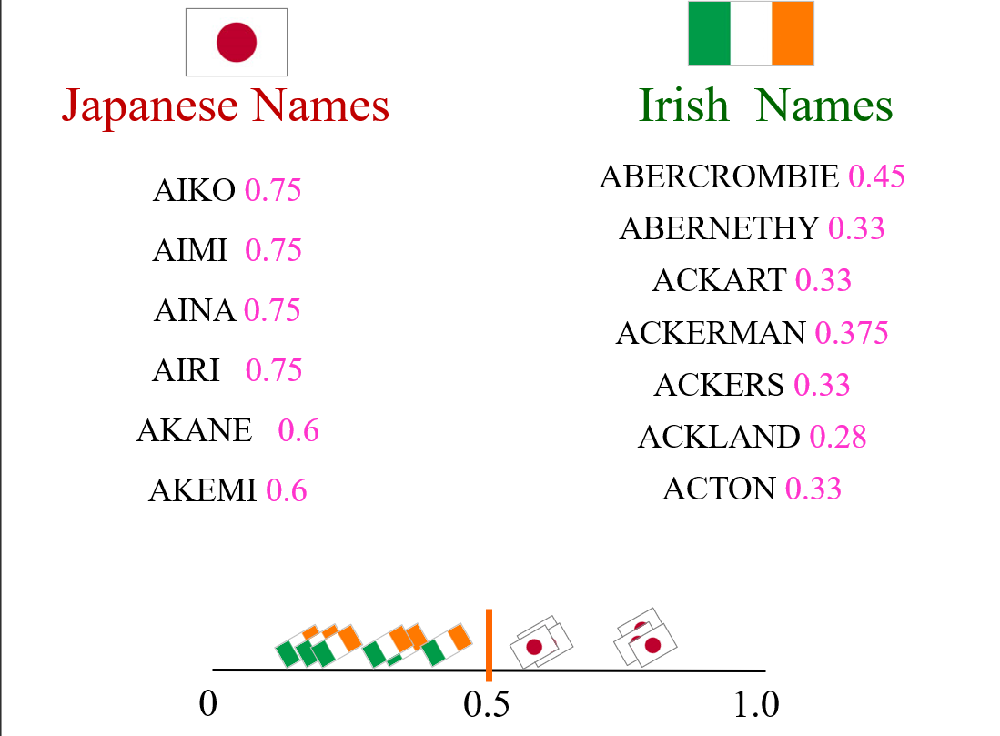 Japanese Names
AIKO 0.75
AIMI 0.75
AINA 0.75
AIRI 0.75
AKANE 0.6
AKEMI 0.6
Irish Names
ABERCROMBIE 0.45
ABERNETHY 0.33
ACKART 0.33
ACKERMAN 0.375
ACKERS 0.33
ACKLAND 0.28
ACTON 0.33
0 0.5 1.0